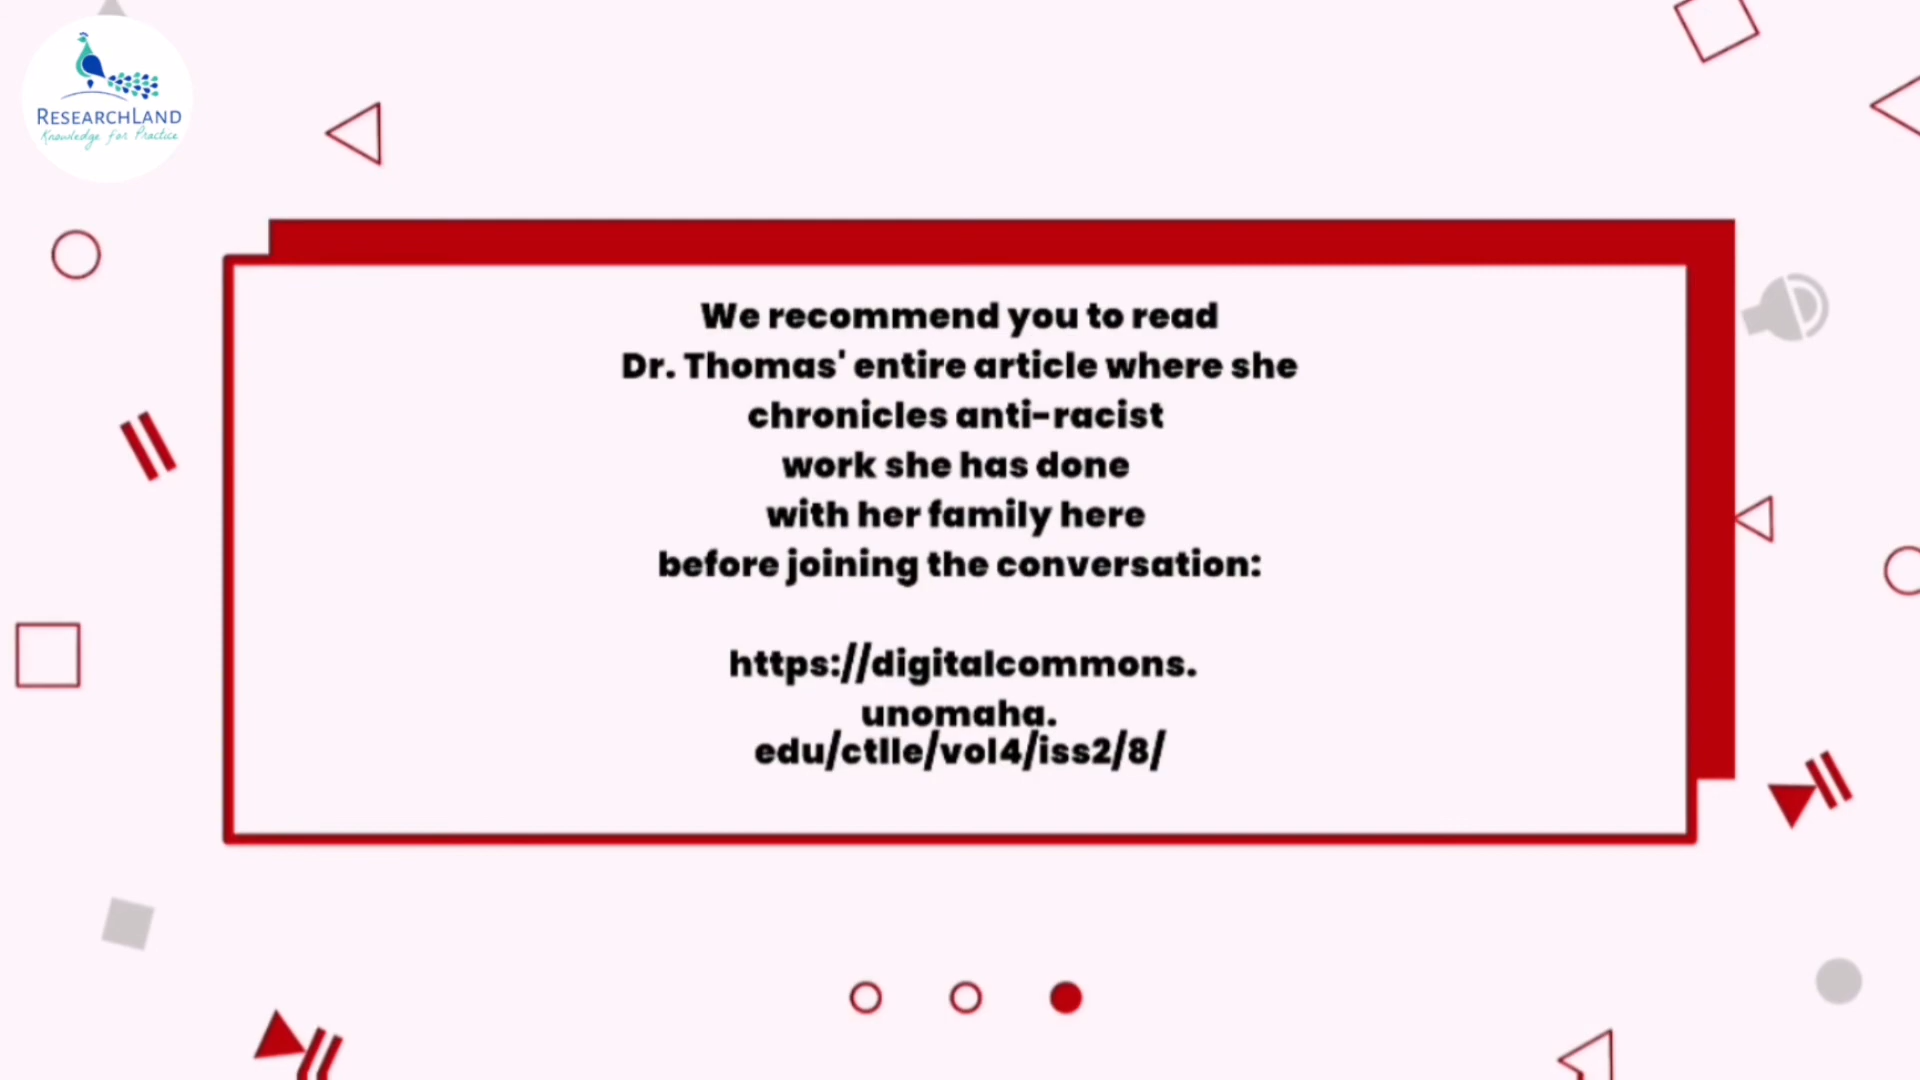 RESEARCHLAND
Knowledge For Practice
We recommend you to read
Dr. Thomas' entire article where she
chronicles anti-racist
work she has done
with her family here
before joining the conversation:
https://digitalcommons.
unomaha.
edu/ctlle/vol4/iss2/8/